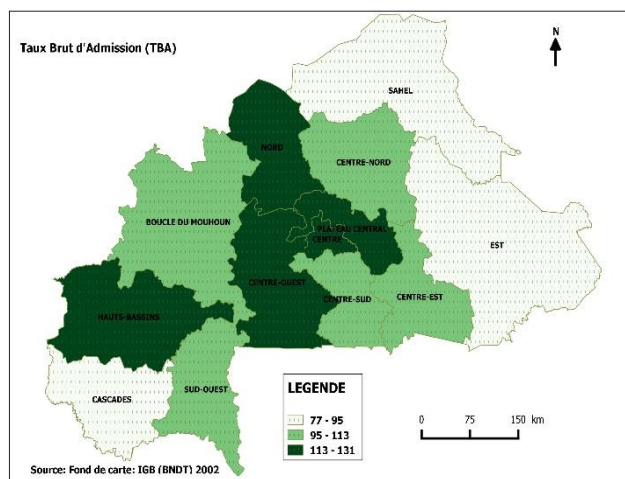 Taux Brut d'Admission (TBA)
N
SAHEL
NORD
CENTRE-NORD
BOUCLE DU MOUHOUN
PLATEAU CENTRAL
CENTRE
EST
CENTRE-OUEST
CENTRE-SUD
CENTRE-EST
HAUTS-BASSINS
SUD-OUEST
CASCADES
LEGENDE
77 - 95
95 - 113
113 - 131
0 75 150 km
Source: Fond de carte: IGB (BNDT) 2002